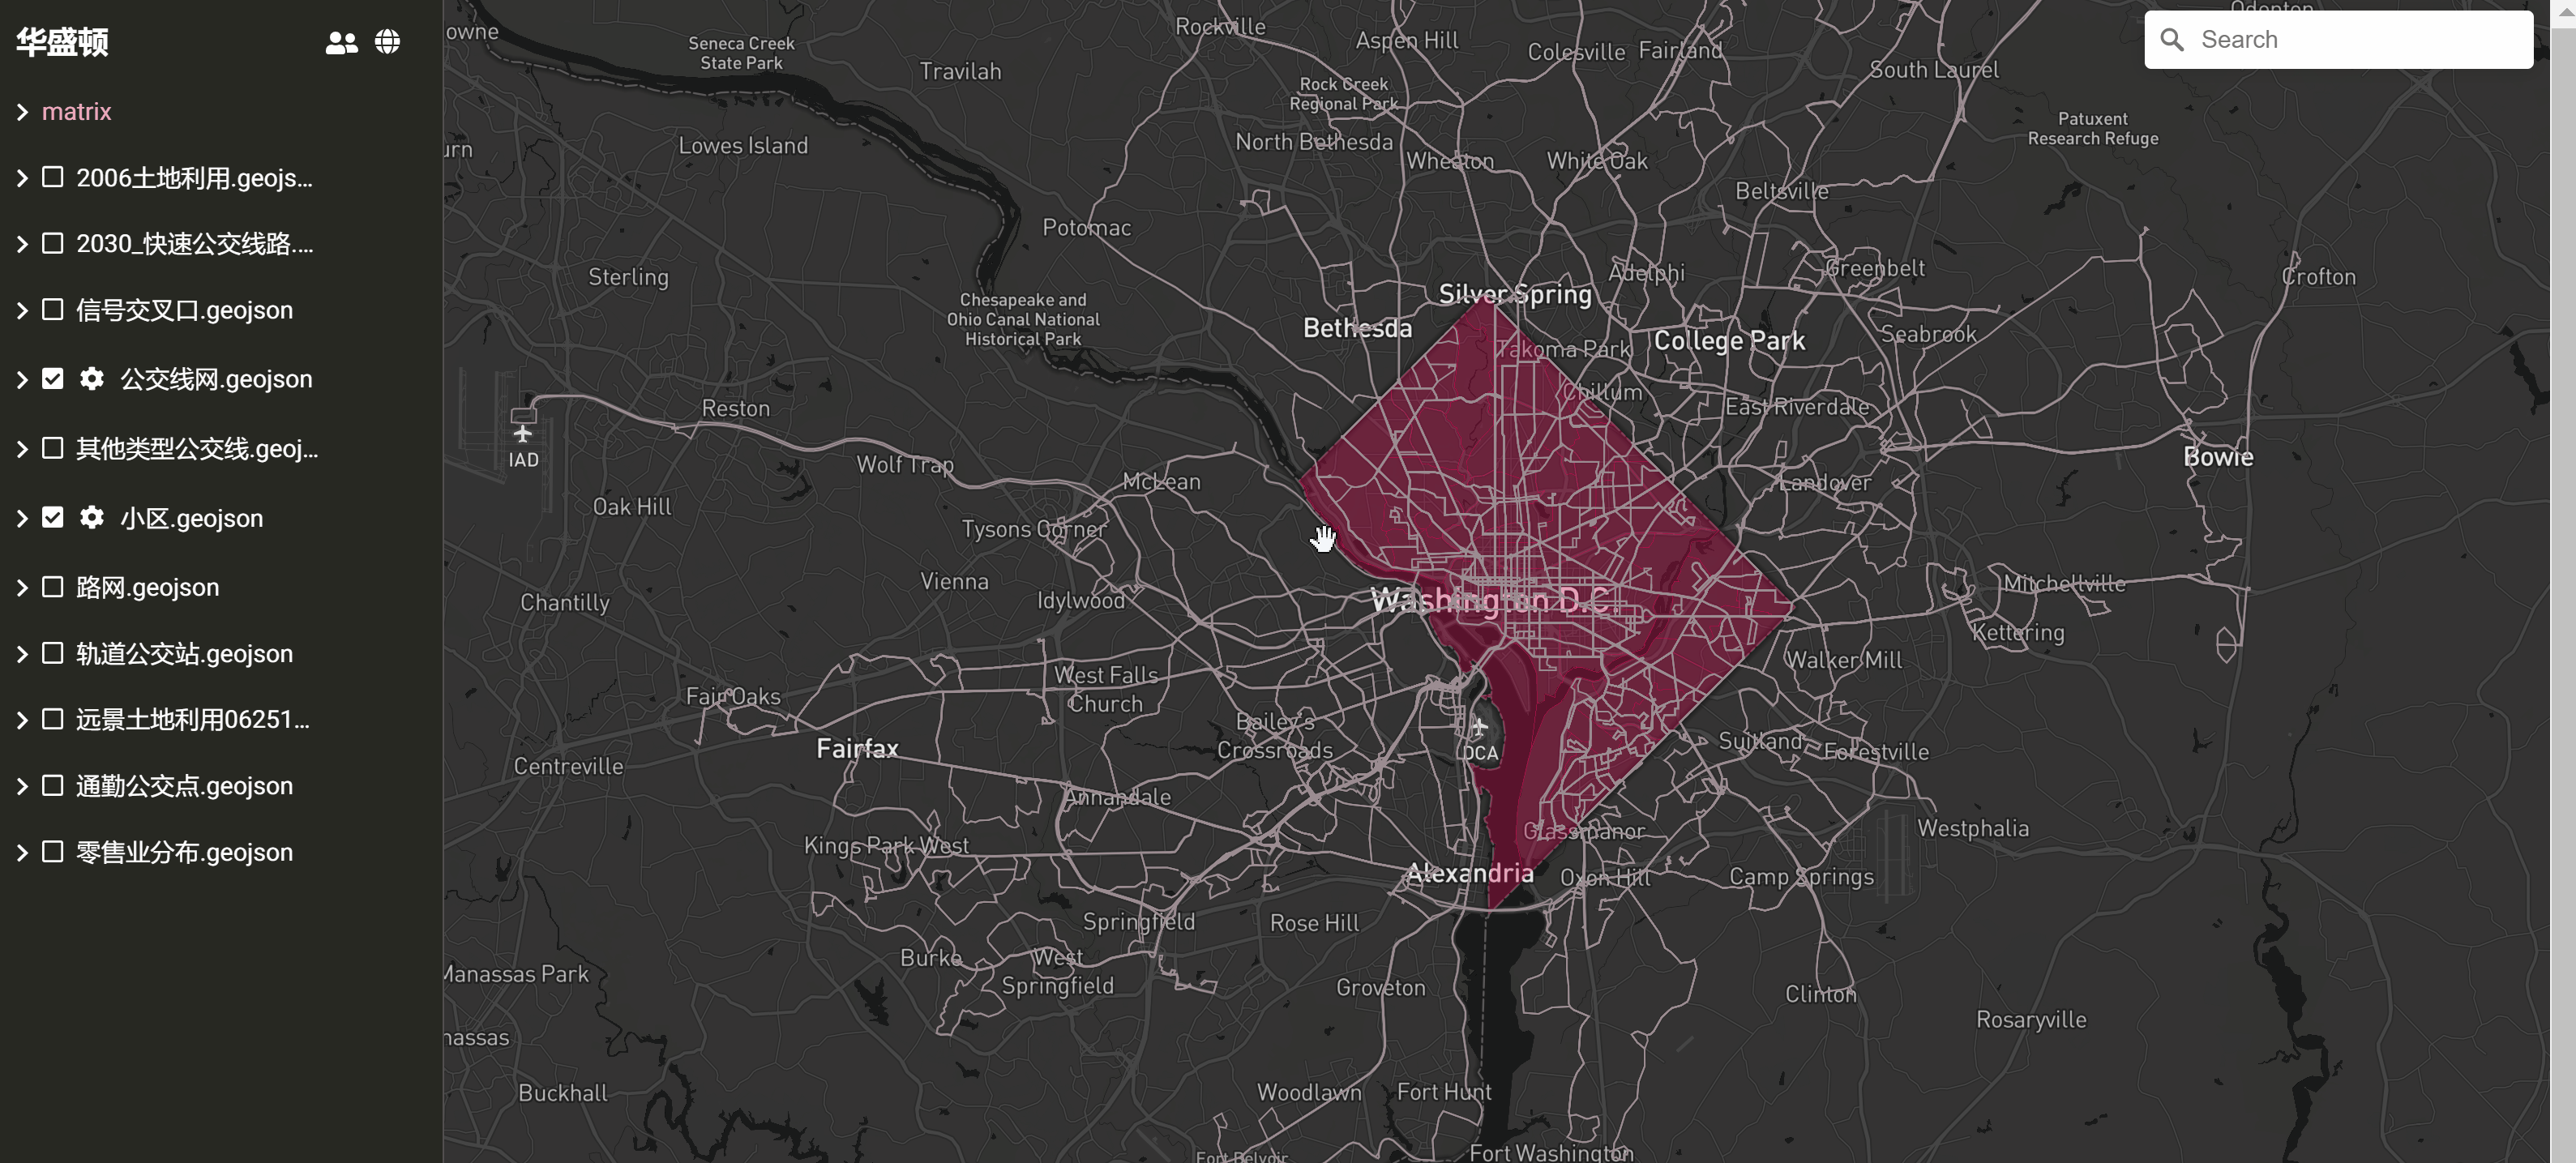 华盛顿
matrix
2006土地利用.geojs...
2030_快速公交线路....
信号交叉口.geojson
公交线网.geojson
其他类型公交线.geoj...
小区.geojson
路网.geojson
轨道公交站.geojson
远景土地利用06251...
通勤公交点.geojson
零售业分布.geojson
Search
owne
Seneca Creek
State Park
Travilah
Rockville
Aspen Hill
Colesville
Fairland
South Laurel
Rock Creek
Regional Park
Patuxent
Research Refuge
urn
Lowes Island
North Bethesda
Wheaton
White Oak
Beltsville
Potomac
Sterling
Adelphi
Greenbelt
Crofton
Chesapeake and
Ohio Canal National
Historical Park
Silver Spring
Bethesda
Takoma Park
College Park
Seabrook
Reston
Chillum
East Riverdale
IAD
Wolf Trap
McLean
Landover
Bowie
Oak Hill
Tysons Corner
Vienna
Idylwood
Chantilly
Washington D.C.
Mitchellville
Kettering
West Falls
Church
Walker Mill
Fair Oaks
Bailey's
Crossroads
DCA
Fairfax
Suitland
Forestville
Centreville
Annandale
Glassmanor
Westphalia
Kings Park West
Alexandria
Oxon Hill
Camp Springs
Springfield
Rose Hill
Burke
West
Springfield
Manassas Park
Groveton
Clinton
Rosaryville
nassas
Buckhall
Woodlawn
Fort Hunt
Fort Belvoir
Fort Washington